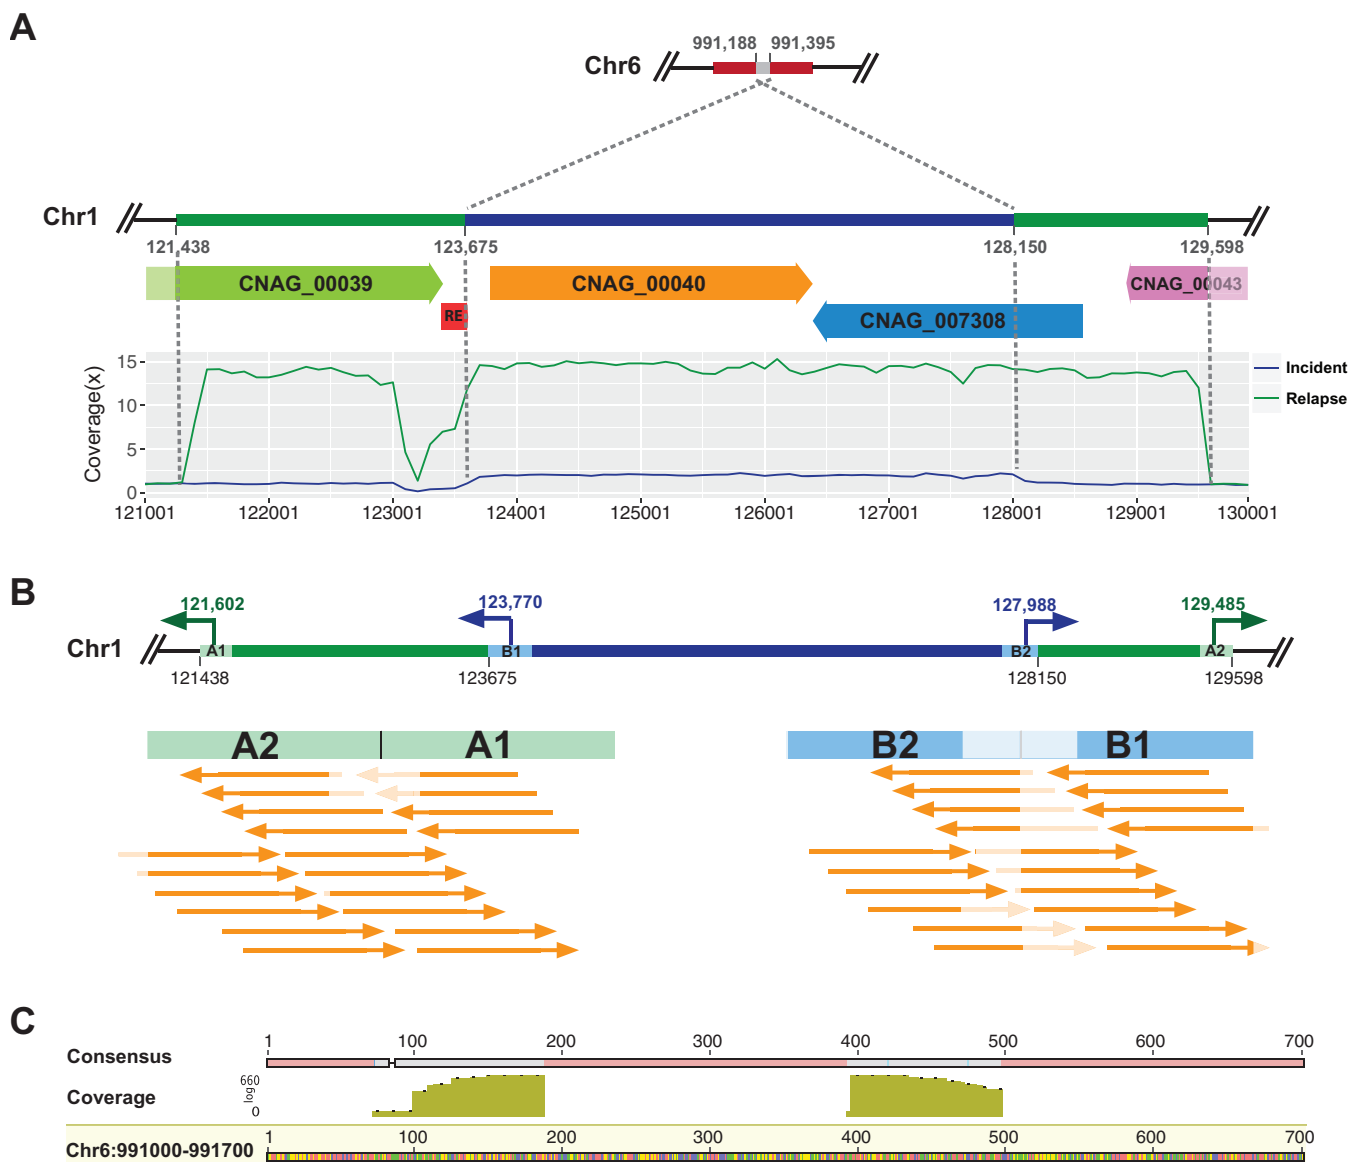 A
991,188 991,395
Chr6
Chr1
121,438 123,675 128,150 129,598
CNAG_00039 CNAG_00040 CNAG_00043
RE CNAG_007308
Coverage(x)
15
10
5
0
Incident
Relapse
121001 122001 123001 124001 125001 126001 127001 128001 129001 130001
B
121,602 123,770 127,988 129,485
Chr1
A1 B1 B2 A2
121438 123675 128150 129598
A2 A1 B2 B1
C
1 100 200 300 400 500 600 700
Consensus
Coverage
660
log
0
1 100 200 300 400 500 600 700
Chr6:991000-991700